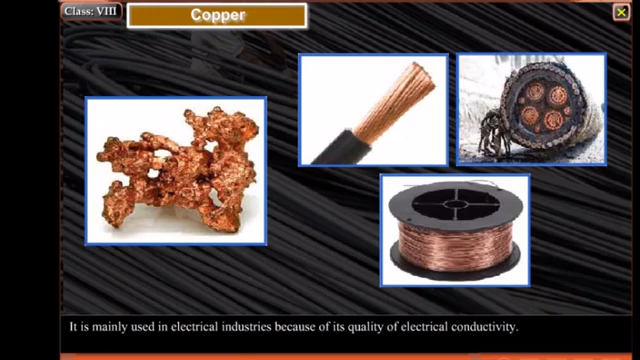 Class: VIII
Copper
It is mainly used in electrical industries because of its quality of electrical conductivity.